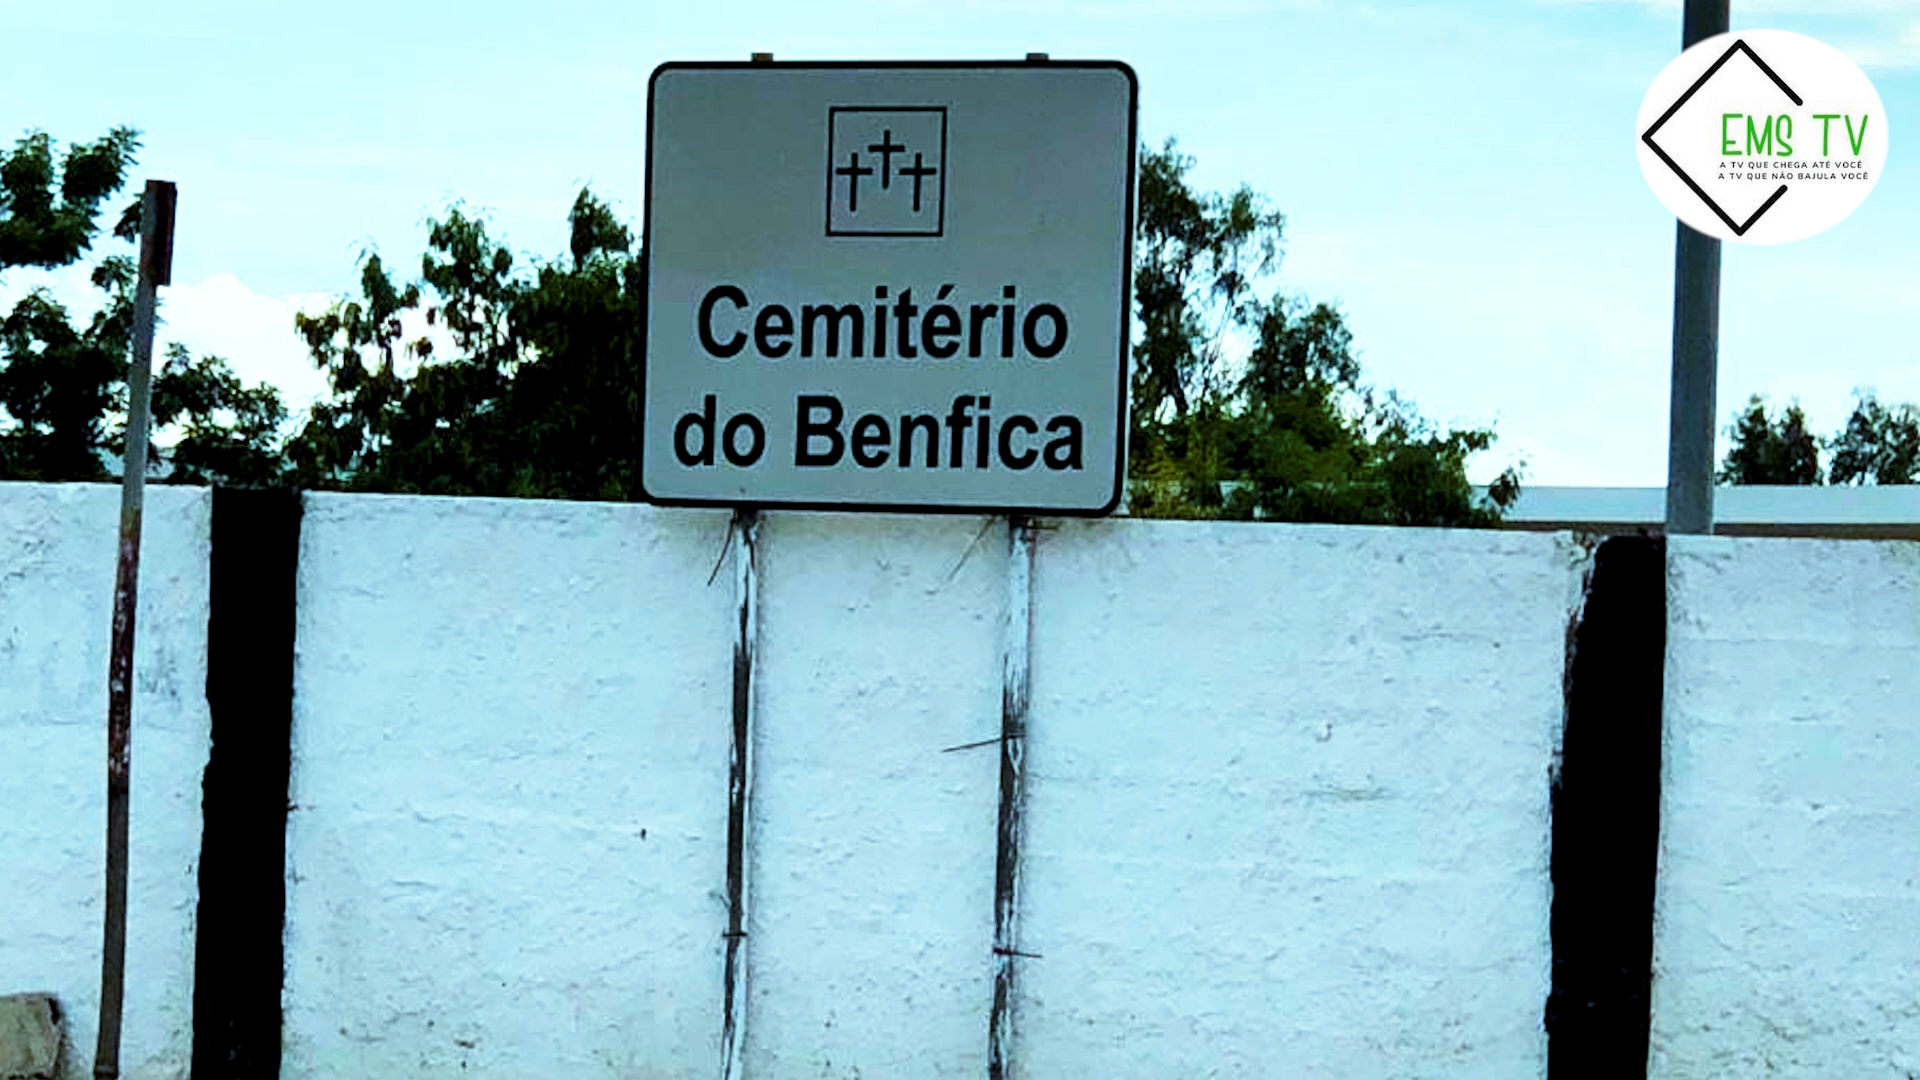 Cemitério
do Benfica
EMS TV
A TV QUE CHEGA ATÉ VOCÊ
A TV QUE NÃO BAJULA VOCÊ